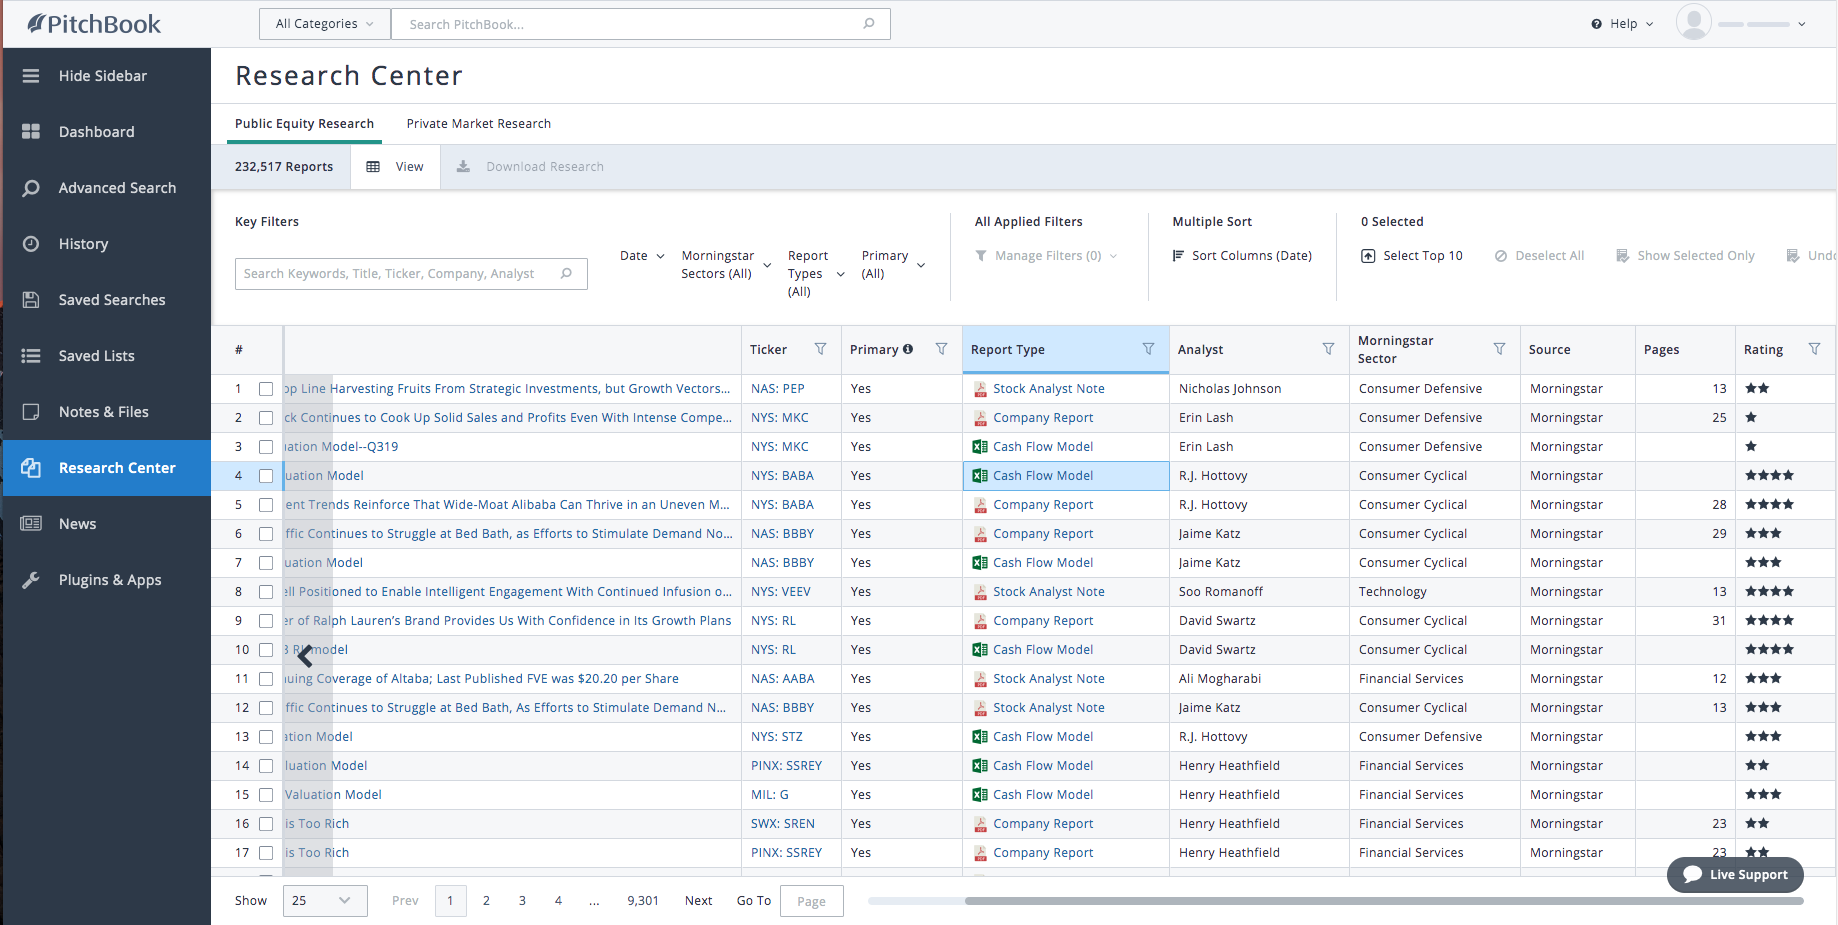 PitchBook
All Categories
Search PitchBook...
Help
Hide Sidebar
Dashboard
Advanced Search
History
Saved Searches
Saved Lists
Notes & Files
Research Center
News
Plugins & Apps
Research Center
Public Equity Research Private Market Research
232,517 Reports View Download Research
Key Filters
Search Keywords, Title, Ticker, Company, Analyst
Date
Morningstar
Sectors (All)
Report
Types
(All)
Primary
(All)
All Applied Filters
Manage Filters (0)
Multiple Sort
Sort Columns (Date)
0 Selected
Select Top 10 Deselect All Show Selected Only Undo
# Ticker Primary Report Type Analyst Morningstar Sector Source Pages Rating
1 op Line Harvesting Fruits From Strategic Investments, but Growth Vectors... NAS: PEP Yes Stock Analyst Note Nicholas Johnson Consumer Defensive Morningstar 13 ★★
2 ck Continues to Cook Up Solid Sales and Profits Even With Intense Compe... NYS: MKC Yes Company Report Erin Lash Consumer Defensive Morningstar 25 ★
3 uation Model--Q319 NYS: MKC Yes Cash Flow Model Erin Lash Consumer Defensive Morningstar ★
4 uation Model NYS: BABA Yes Cash Flow Model R.J. Hottovy Consumer Cyclical Morningstar ★★★★
5 ent Trends Reinforce That Wide-Moat Alibaba Can Thrive in an Uneven M... NYS: BABA Yes Company Report R.J. Hottovy Consumer Cyclical Morningstar 28 ★★★★
6 ffic Continues to Struggle at Bed Bath, as Efforts to Stimulate Demand No... NAS: BBBY Yes Company Report Jaime Katz Consumer Cyclical Morningstar 29 ★★★
7 uation Model NAS: BBBY Yes Cash Flow Model Jaime Katz Consumer Cyclical Morningstar ★★★
8 ell Positioned to Enable Intelligent Engagement With Continued Infusion o... NYS: VEEV Yes Stock Analyst Note Soo Romanoff Technology Morningstar 13 ★★★★
9 er of Ralph Lauren's Brand Provides Us With Confidence in Its Growth Plans NYS: RL Yes Company Report David Swartz Consumer Cyclical Morningstar 31 ★★★★
10 RL model NYS: RL Yes Cash Flow Model David Swartz Consumer Cyclical Morningstar ★★★★
11 uing Coverage of Altaba; Last Published FVE was $20.20 per Share NAS: AABA Yes Stock Analyst Note Ali Mogharabi Financial Services Morningstar 12 ★★★
12 ffic Continues to Struggle at Bed Bath, As Efforts to Stimulate Demand N... NAS: BBBY Yes Stock Analyst Note Jaime Katz Consumer Cyclical Morningstar 13 ★★★
13 ation Model NYS: STZ Yes Cash Flow Model R.J. Hottovy Consumer Defensive Morningstar ★★★
14 luation Model PINX: SSREY Yes Cash Flow Model Henry Heathfield Financial Services Morningstar ★★
15 Valuation Model MIL: G Yes Cash Flow Model Henry Heathfield Financial Services Morningstar ★★★
16 is Too Rich SWX: SREN Yes Company Report Henry Heathfield Financial Services Morningstar 23 ★★
17 is Too Rich PINX: SSREY Yes Company Report Henry Heathfield Financial Services Morningstar 23 ★★
Live Support
Show 25 Prev 1 2 3 4 ... 9,301 Next Go To Page